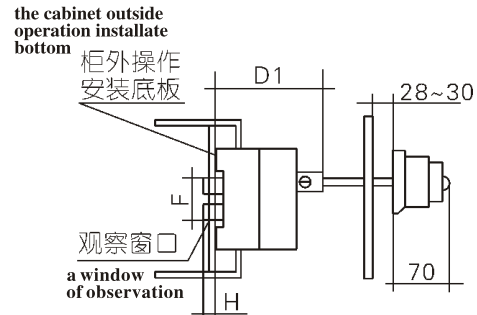 the cabinet outside
operation installate
bottom
柜外操作
安装底板
D1
28~30
F
观察窗口
a window
of observation
H
70